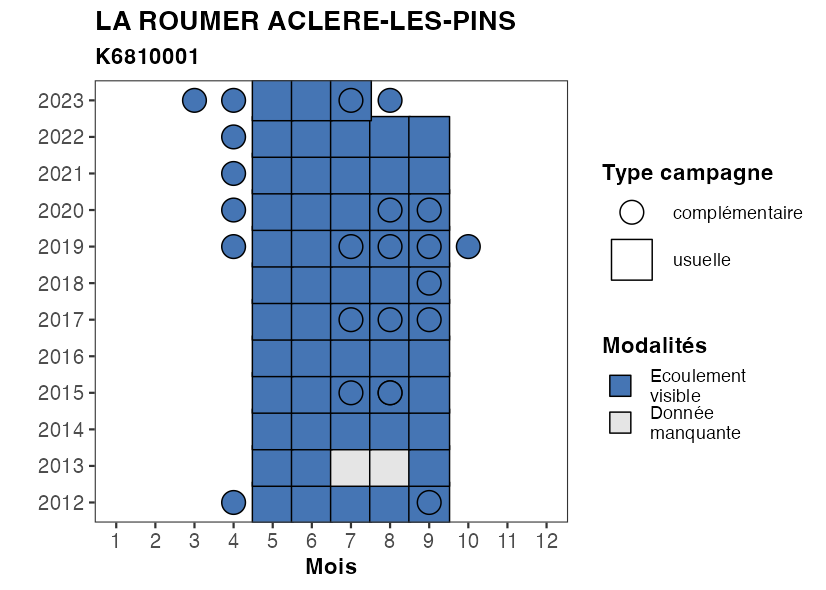 LA ROUMER ACLERE-LES-PINS
K6810001
2023
2022
2021
2020
2019
2018
2017
2016
2015
2014
2013
2012
1 2 3 4 5 6 7 8 9 10 11 12
Mois
Type campagne
complémentaire
usuelle
Modalités
Ecoulement
visible
Donnée
manquante